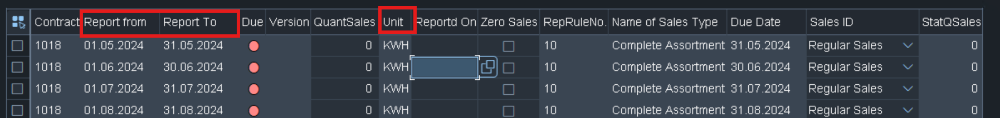 Contract Report from Report To Due Version QuantSales Unit Reportd On Zero Sales RepRuleNo. Name of Sales Type Due Date Sales ID StatQSales
1018 01.05.2024 31.05.2024 0 KWH 10 Complete Assortment 31.05.2024 Regular Sales 0
1018 01.06.2024 30.06.2024 0 KWH 10 Complete Assortment 30.06.2024 Regular Sales 0
1018 01.07.2024 31.07.2024 0 KWH 10 Complete Assortment 31.07.2024 Regular Sales 0
1018 01.08.2024 31.08.2024 0 KWH 10 Complete Assortment 31.08.2024 Regular Sales 0